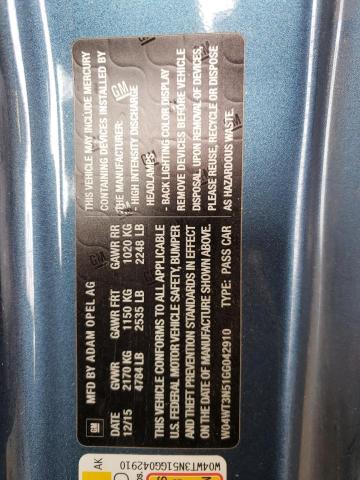 MFD BY ADAM OPEL AG
DATE GVWR GAWR FRT GAWR RR
12/15 2170 KG 1150 KG 1020 KG
4784 LB 2535 LB 2248 LB
THIS VEHICLE CONFORMS TO ALL APPLICABLE
U.S. FEDERAL MOTOR VEHICLE SAFETY, BUMPER
AND THEFT PREVENTION STANDARDS IN EFFECT
ON THE DATE OF MANUFACTURE SHOWN ABOVE.
W04WT3N51GG042910 TYPE: PASS CAR
THIS VEHICLE MAY INCLUDE MERCURY
CONTAINING DEVICES INSTALLED BY
THE MANUFACTURER:
- HIGH INTENSITY DISCHARGE
HEADLAMPS
- BACK LIGHTING COLOR DISPLAY
REMOVE DEVICES BEFORE VEHICLE
DISPOSAL UPON REMOVAL OF DEVICES,
PLEASE REUSE, RECYCLE OR DISPOSE
AS HAZARDOUS WASTE.
GM
AK
W04WT3N51GG042910